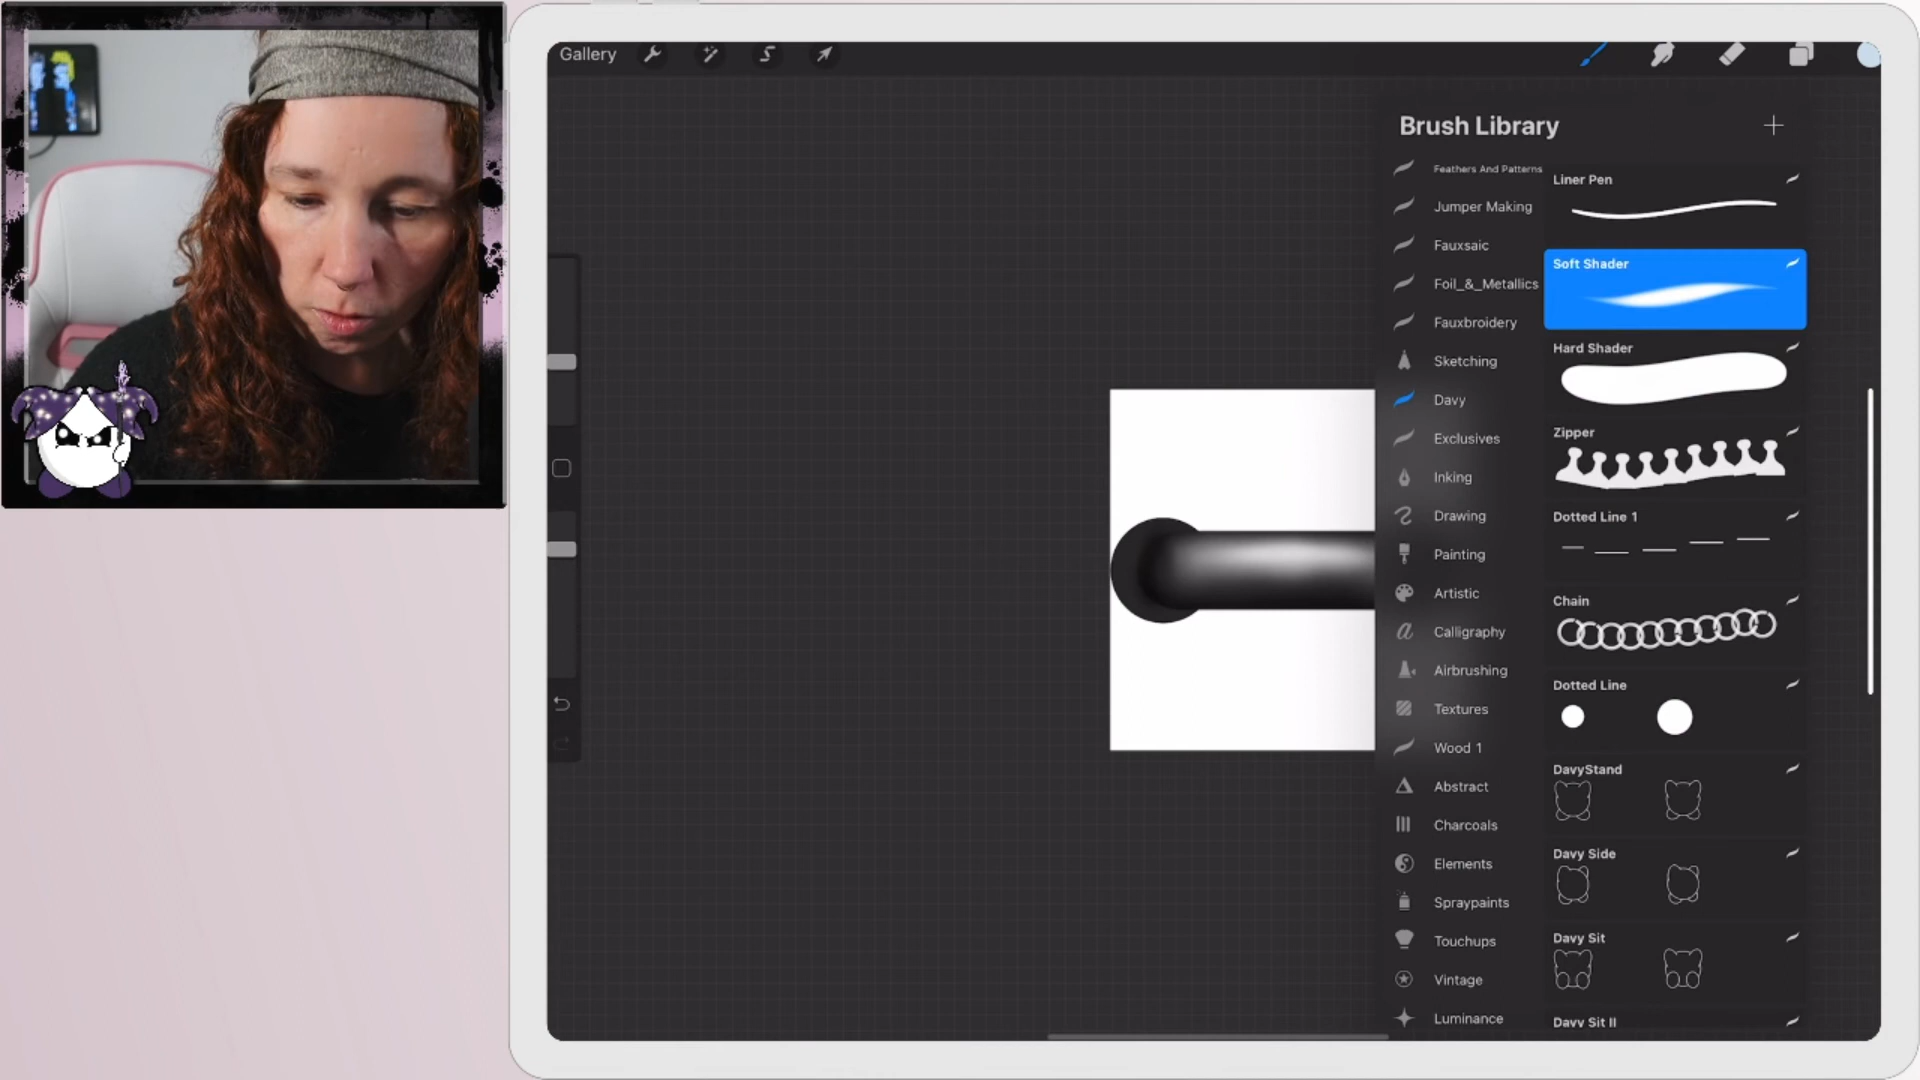 Gallery
Brush Library
Feathers And Patterns
Jumper Making
Fauxsaic
Foil_&_Metallics
Fauxbroidery
Sketching
Davy
Exclusives
Inking
Drawing
Painting
Artistic
Calligraphy
Airbrushing
Textures
Wood 1
Abstract
Charcoals
Elements
Spraypaints
Touchups
Vintage
Luminance
Liner Pen
Soft Shader
Hard Shader
Zipper
Dotted Line 1
Chain
Dotted Line
DavyStand
Davy Side
Davy Sit
Davy Sit II